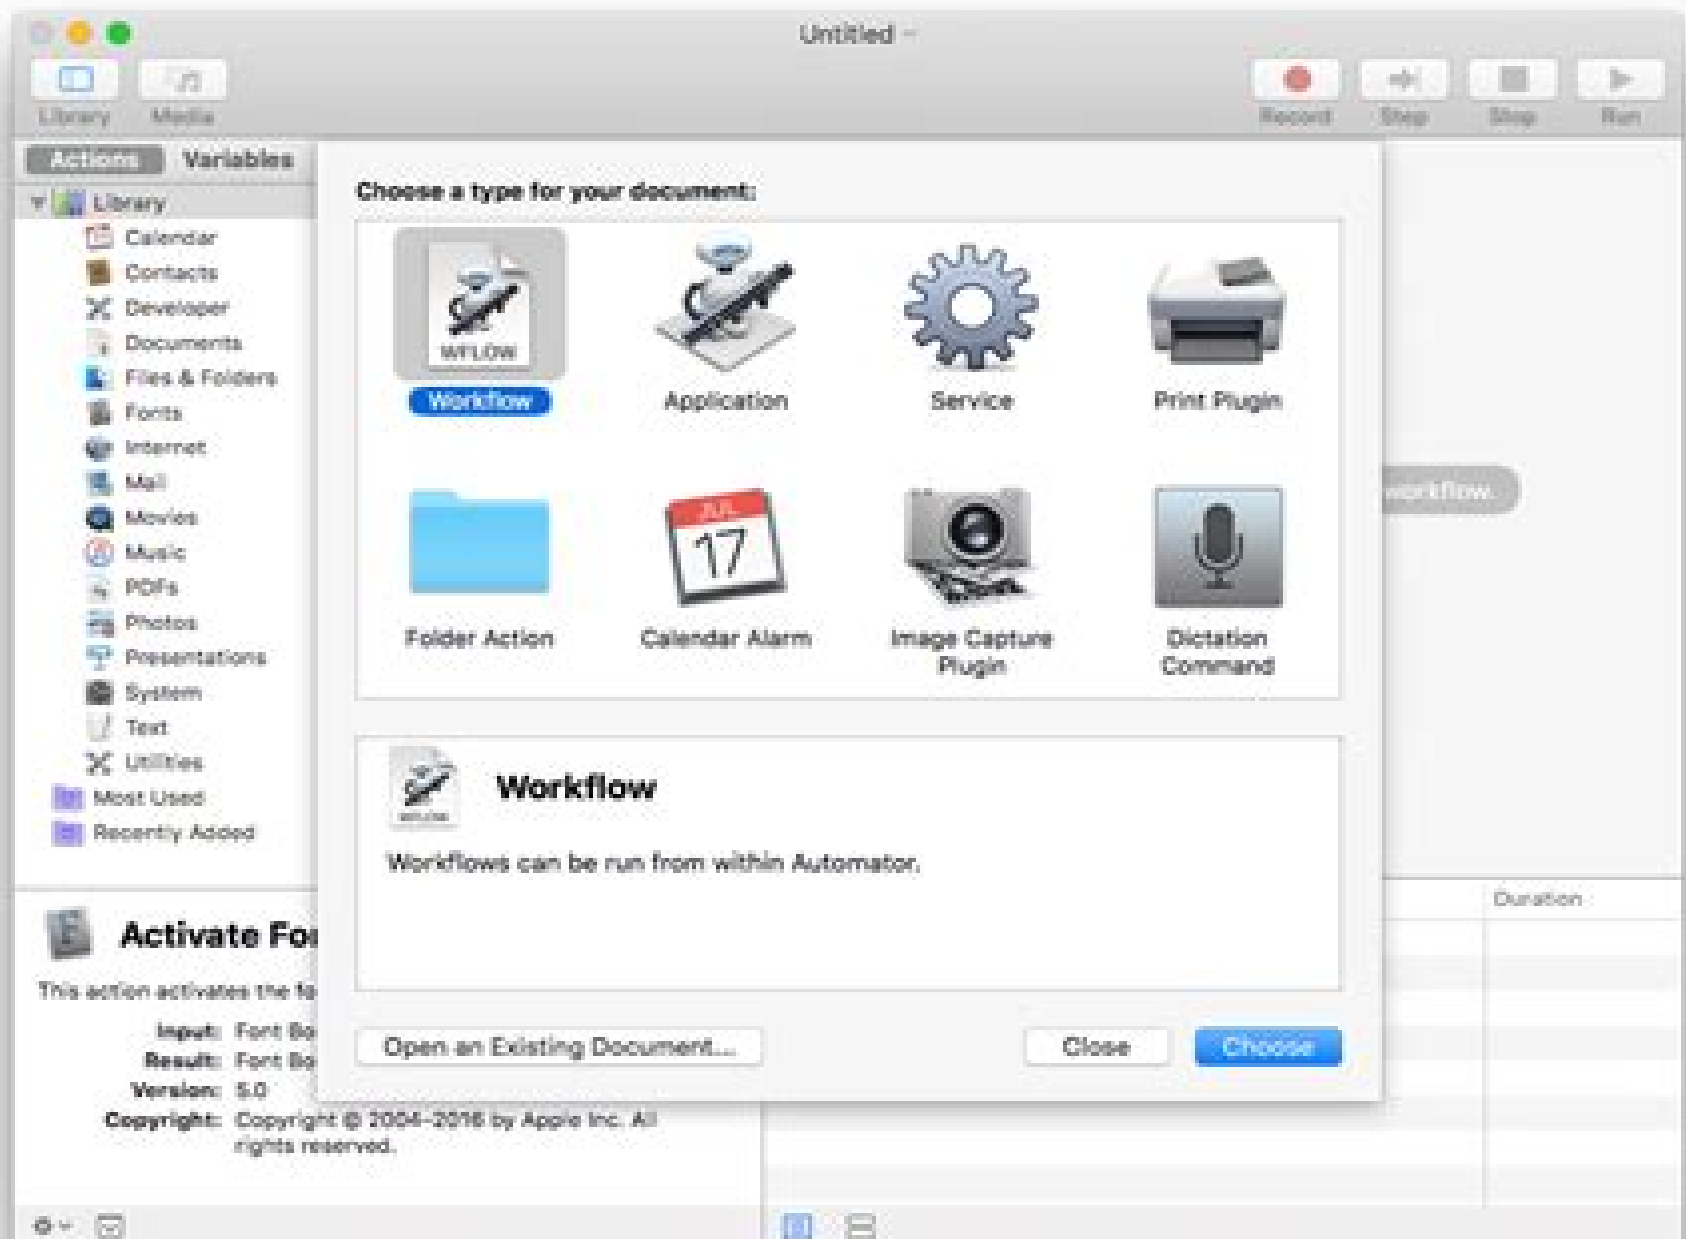 Untitled
Library
Media
Record
Step
Stop
Run
Actions
Variables
Library
Calendar
Contacts
Developer
Documents
Files & Folders
Fonts
Internet
Mail
Movies
Music
PDFs
Photos
Presentations
System
Text
Utilities
Most Used
Recently Added
Choose a type for your document:
WFLOW
Workflow
Application
Service
Print Plugin
JUL
17
Folder Action
Calendar Alarm
Image Capture
Plugin
Dictation
Command
workflow.
WFLOW
Workflow
Workflows can be run from within Automator.
Open an Existing Document...
Close
Choose
Duration
Activate Fo
This action activates the fo
Input: Font Bo
Result: Font Bo
Version: 5.0
Copyright: Copyright © 2004-2016 by Apple Inc. All
rights reserved.